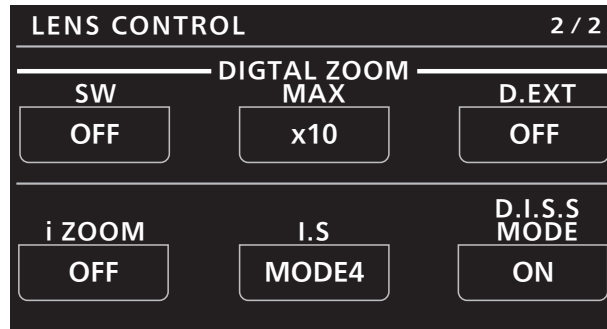 LENS CONTROL 2/2
DIGTAL ZOOM
SW MAX D.EXT
OFF x10 OFF
D.I.S.S
i ZOOM I.S MODE
OFF MODE4 ON